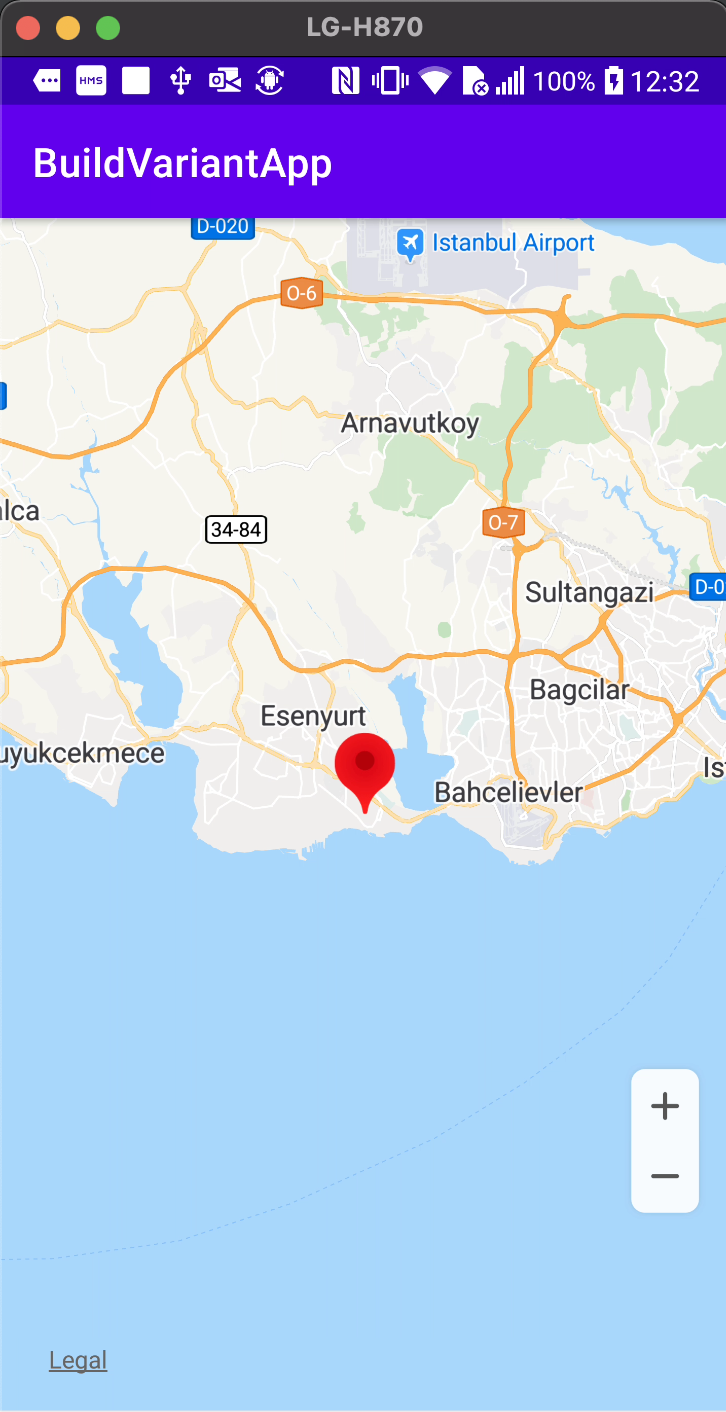 LG-H870
HMS
100% 12:32
BuildVariantApp
D-020
Istanbul Airport
O-6
Arnavutkoy
alca
34-84
O-7
Sultangazi
D-0
Bagcilar
Esenyurt
uyukcekmece
Is
Bahcelievler
+
−
Legal